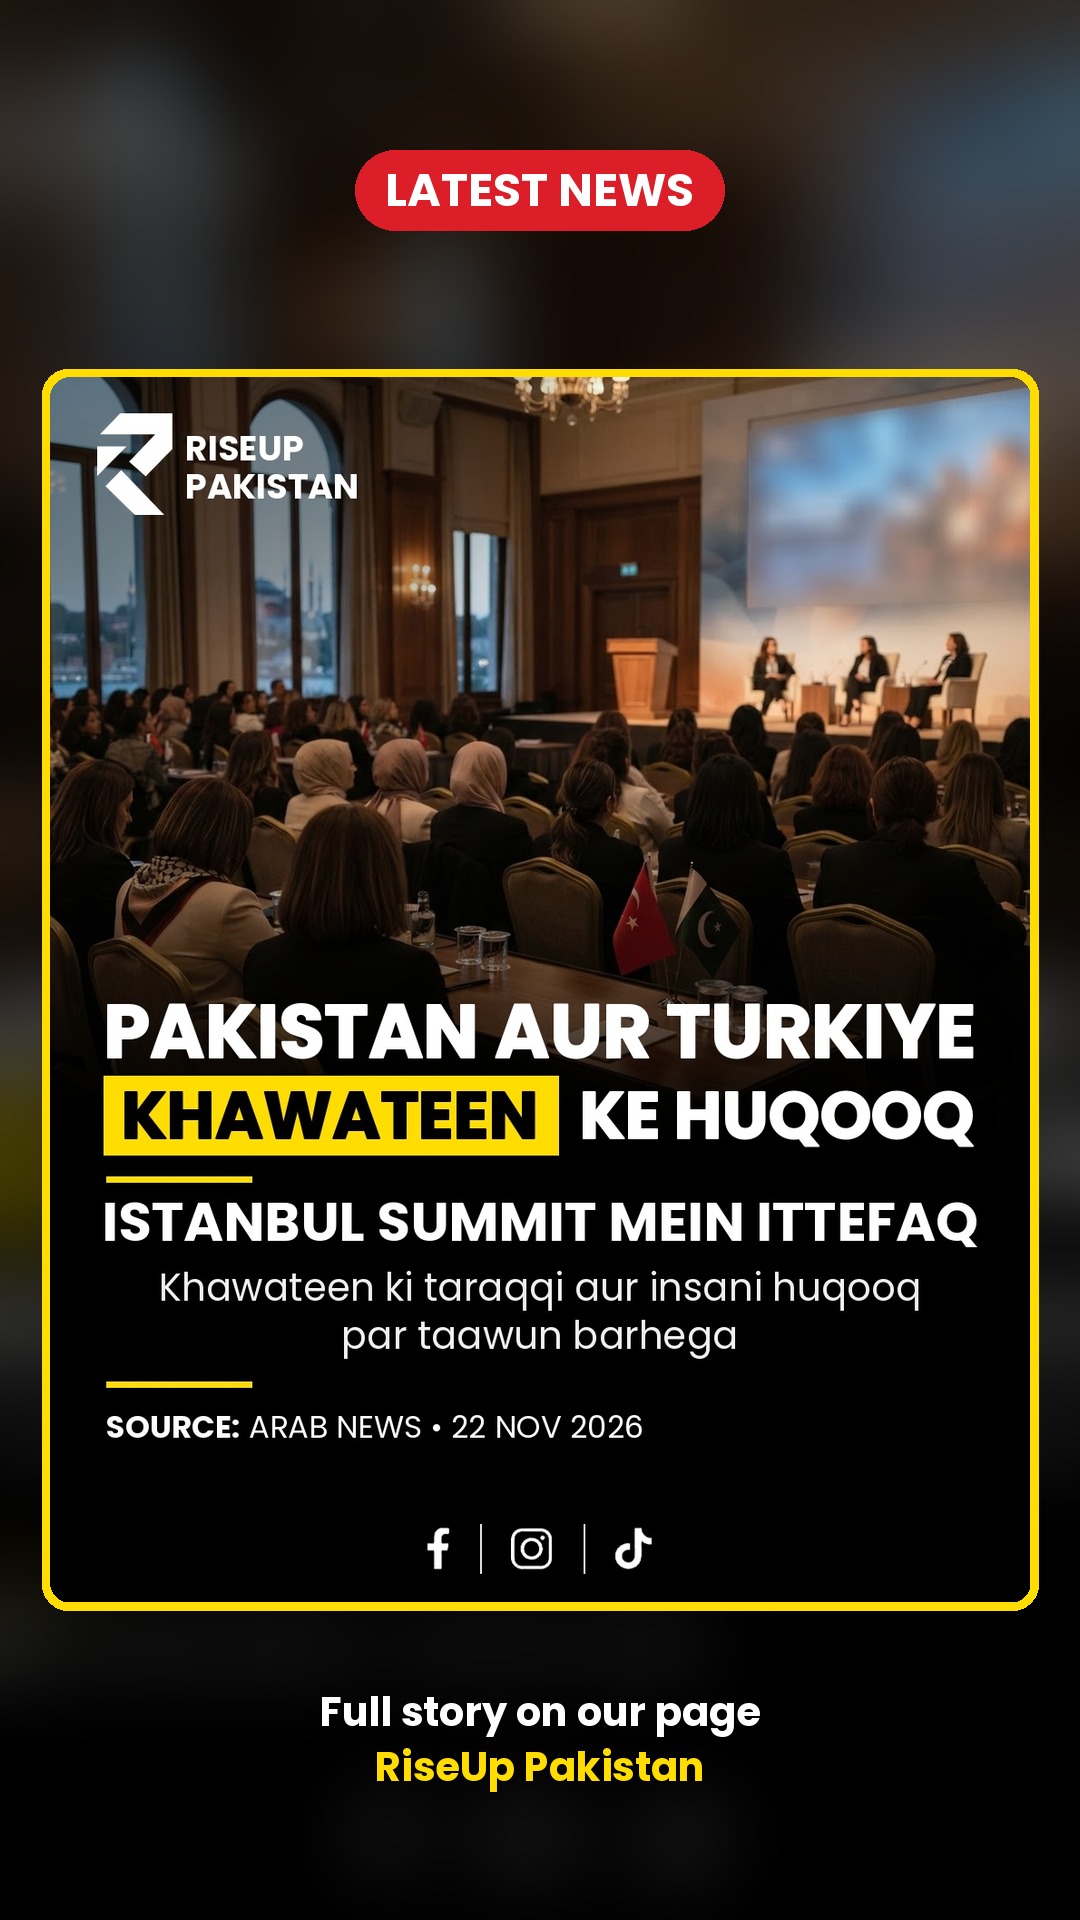 LATEST NEWS
RISEUP
PAKISTAN
PAKISTAN AUR TURKIYE
KHAWATEEN KE HUQOOQ
ISTANBUL SUMMIT MEIN ITTEFAQ
Khawateen ki taraqqi aur insani huqooq
par taawun barhega
SOURCE: ARAB NEWS • 22 NOV 2026
Full story on our page
RiseUp Pakistan